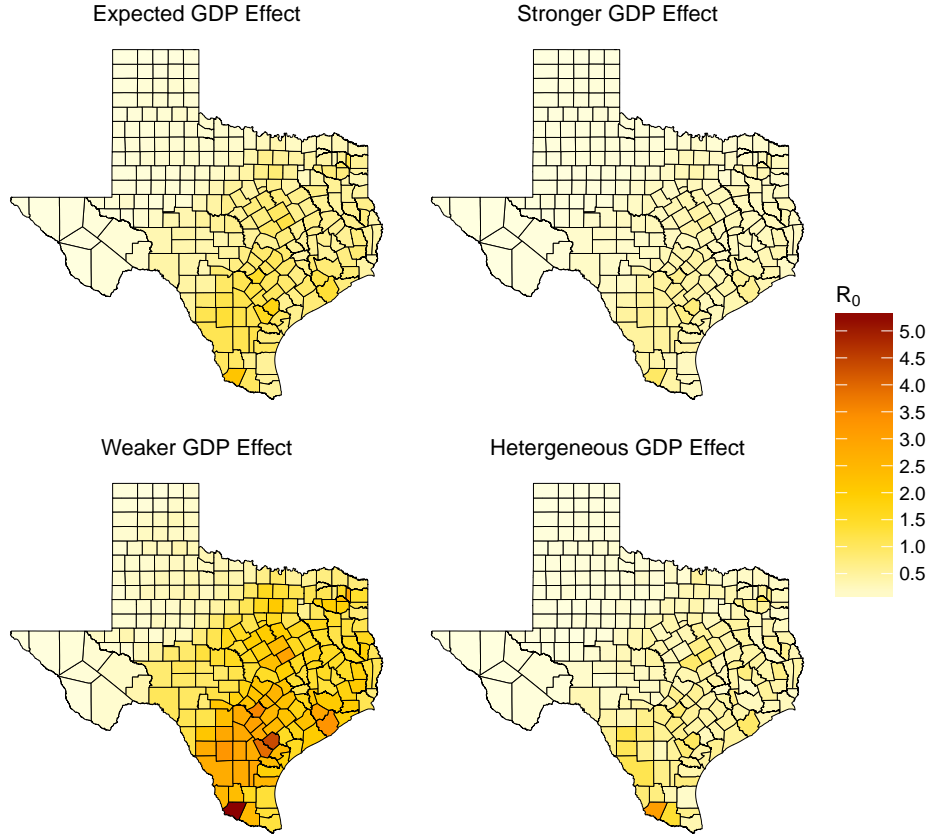 Expected GDP Effect
Stronger GDP Effect
Weaker GDP Effect
Hetergeneous GDP Effect
R0
5.0
4.5
4.0
3.5
3.0
2.5
2.0
1.5
1.0
0.5